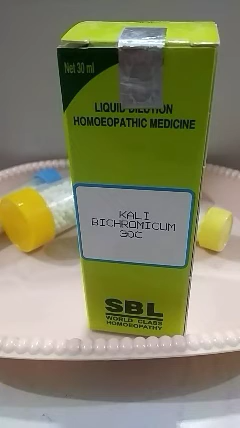 Net 30 ml
LIQUID DILUTION
HOMOEOPATHIC MEDICINE
KALI
BICHROMICUM
30C
SBL
WORLD CLASS
HOMOEOPATHY